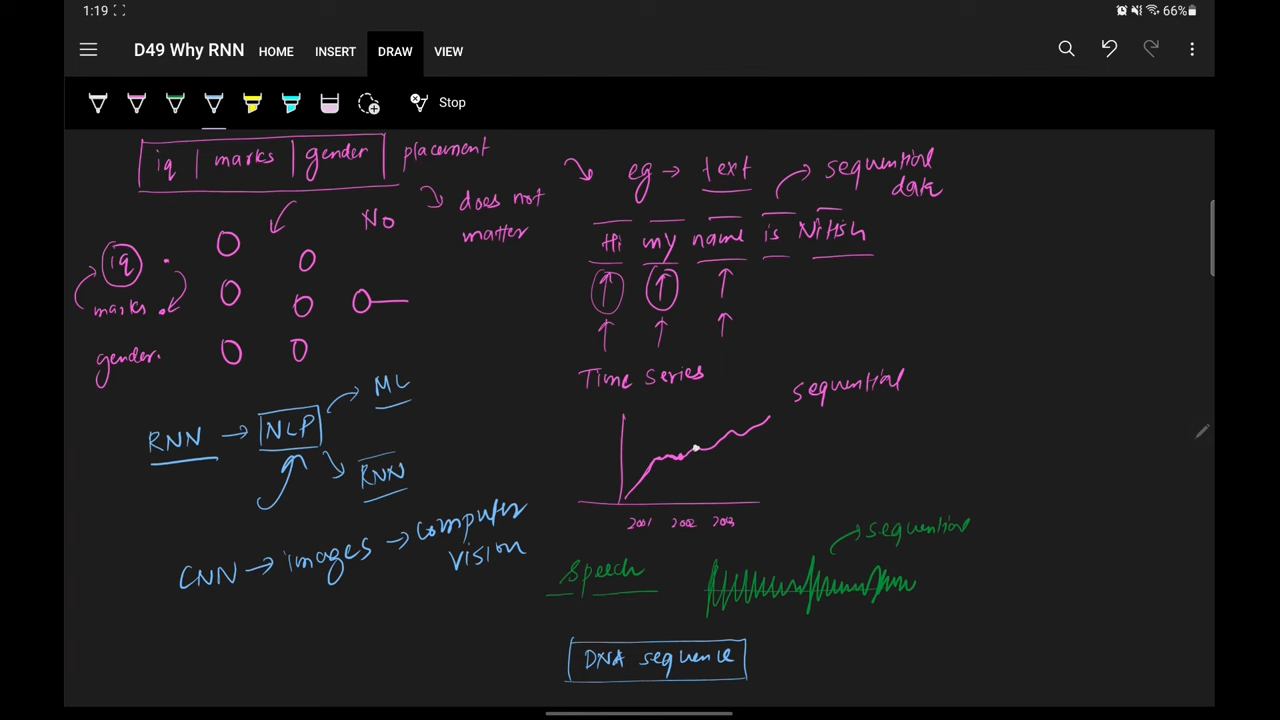 1:19
66%
D49 Why RNN HOME INSERT DRAW VIEW
Stop
iq | marks | gender placement
does not
matter
No
iq
marks
gender
RNN → NLP
ML
RNN
CNN → images → computer
vision
eg → text
sequential
data
Hi my name is Nitish
Time Series
sequential
2001 2002 2003
speech
sequential
DNA sequence